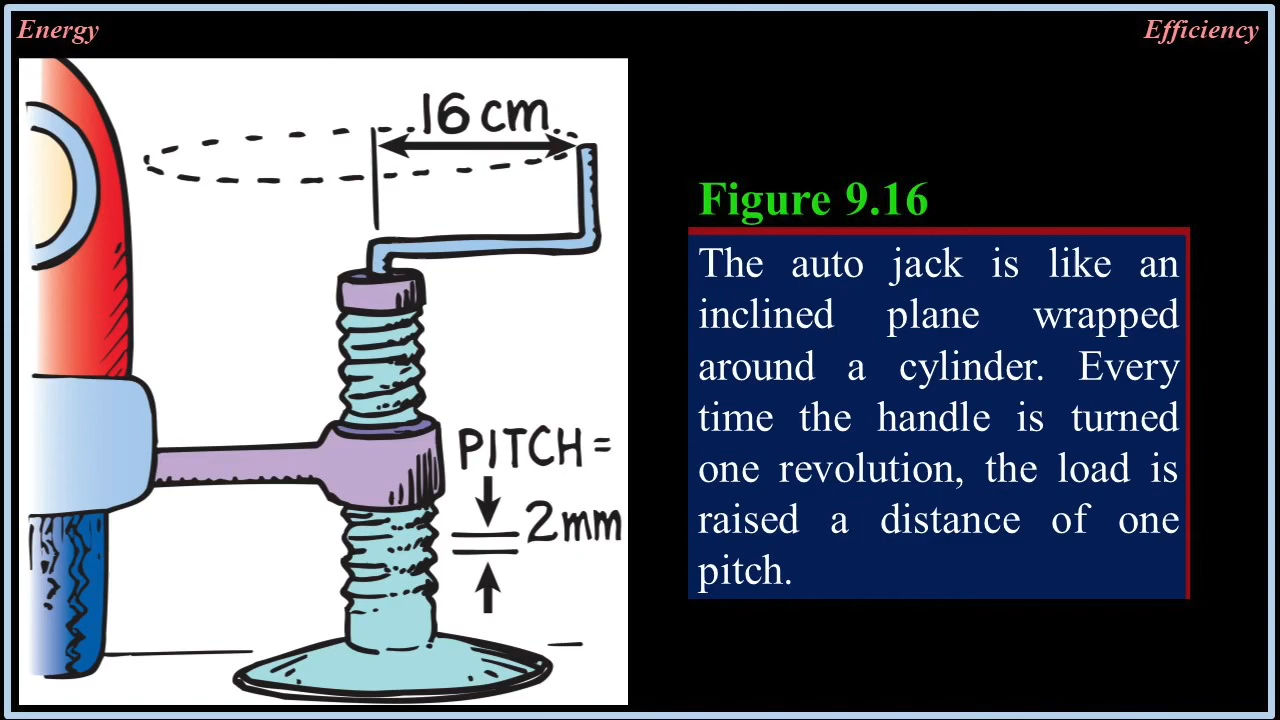 Energy
Efficiency
16 cm
PITCH =
2mm
Figure 9.16
The auto jack is like an
inclined plane wrapped
around a cylinder. Every
time the handle is turned
one revolution, the load is
raised a distance of one
pitch.